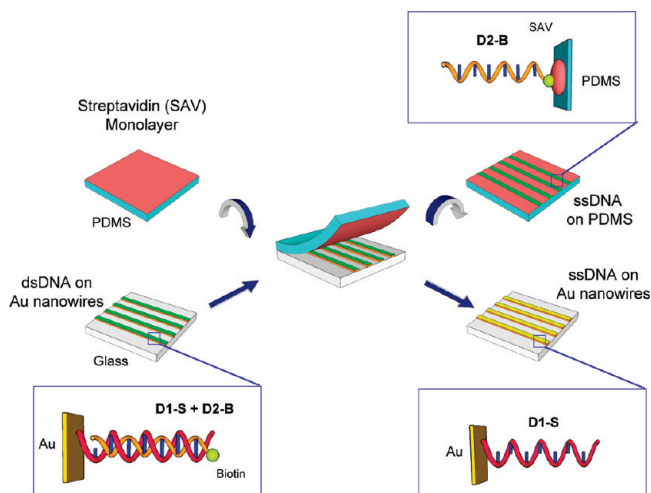 SAV
D2-B
PDMS
Streptavidin (SAV)
Monolayer
PDMS
ssDNA
on PDMS
dsDNA on
Au nanowires
ssDNA on
Au nanowires
Glass
D1-S + D2-B
Au
Biotin
D1-S
Au